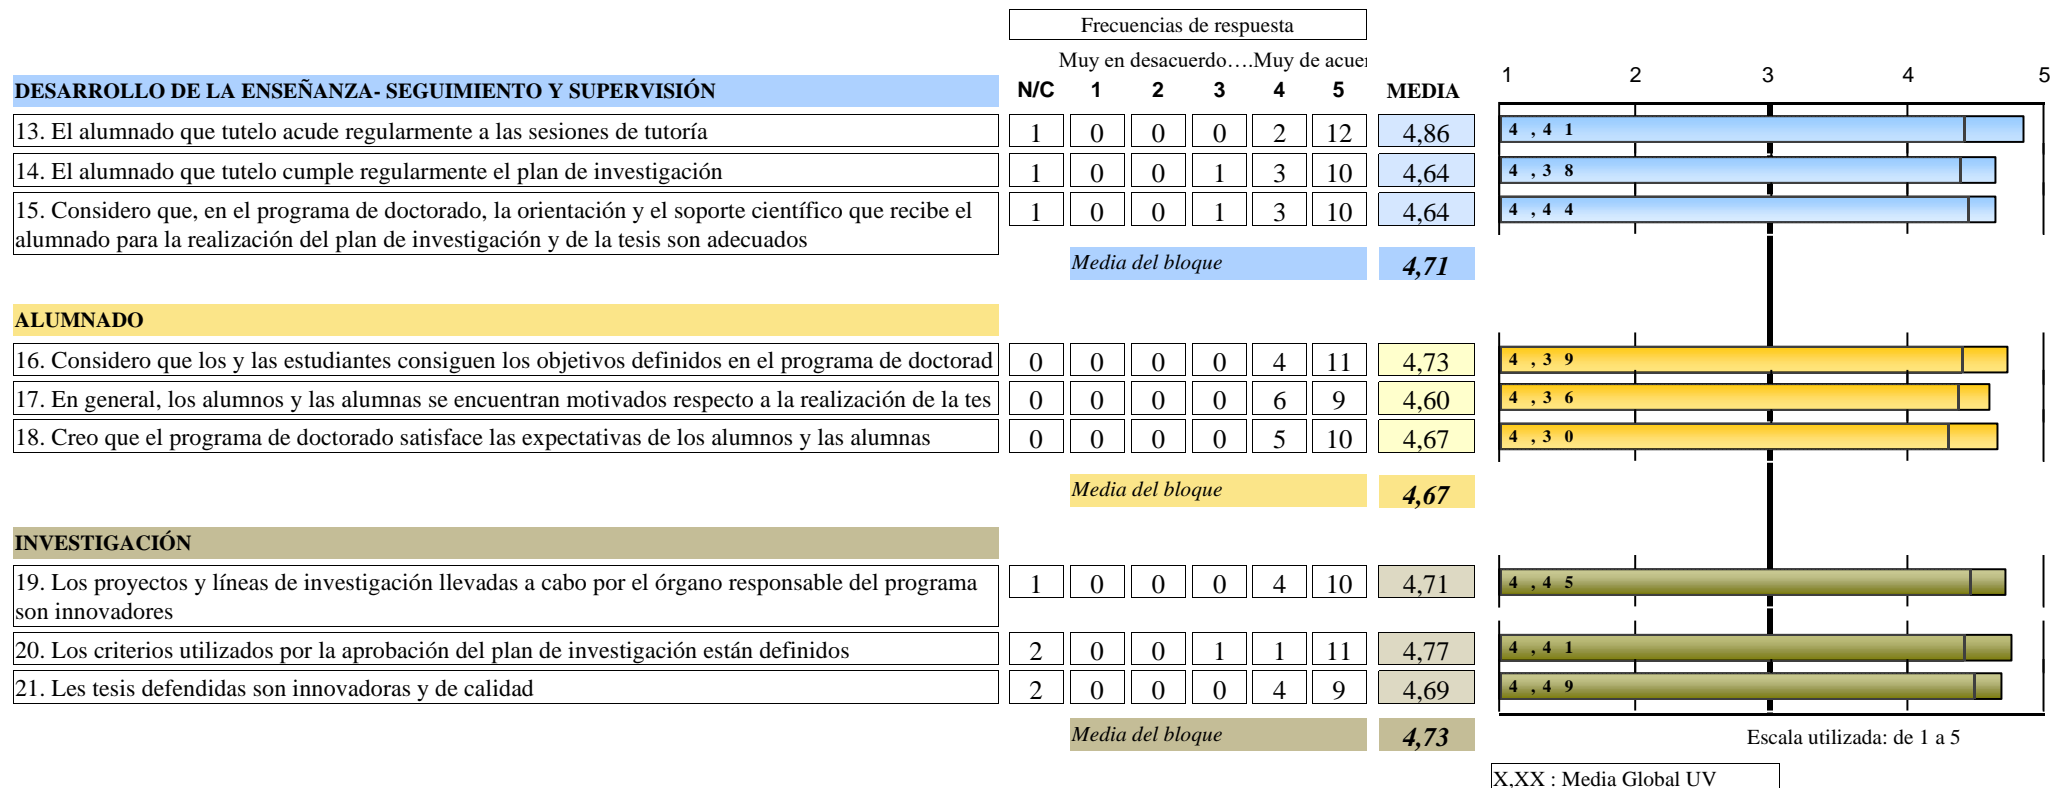 Frecuencias de respuesta
Muy en desacuerdo….Muy de acuer
DESARROLLO DE LA ENSEÑANZA- SEGUIMIENTO Y SUPERVISIÓN N/C 1 2 3 4 5 MEDIA 1 2 3 4 5
13. El alumnado que tutelo acude regularmente a las sesiones de tutoría 1 0 0 0 2 12 4,86 4,41
14. El alumnado que tutelo cumple regularmente el plan de investigación 1 0 0 1 3 10 4,64 4,38
15. Considero que, en el programa de doctorado, la orientación y el soporte científico que recibe el 1 0 0 1 3 10 4,64 4,44
alumnado para la realización del plan de investigación y de la tesis son adecuados
Media del bloque 4,71
ALUMNADO
16. Considero que los y las estudiantes consiguen los objetivos definidos en el programa de doctorad 0 0 0 0 4 11 4,73 4,39
17. En general, los alumnos y las alumnas se encuentran motivados respecto a la realización de la tes 0 0 0 0 6 9 4,60 4,36
18. Creo que el programa de doctorado satisface las expectativas de los alumnos y las alumnas 0 0 0 0 5 10 4,67 4,30
Media del bloque 4,67
INVESTIGACIÓN
19. Los proyectos y líneas de investigación llevadas a cabo por el órgano responsable del programa 1 0 0 0 4 10 4,71 4,45
son innovadores
20. Los criterios utilizados por la aprobación del plan de investigación están definidos 2 0 0 1 1 11 4,77 4,41
21. Les tesis defendidas son innovadoras y de calidad 2 0 0 0 4 9 4,69 4,49
Media del bloque 4,73
Escala utilizada: de 1 a 5
X,XX : Media Global UV